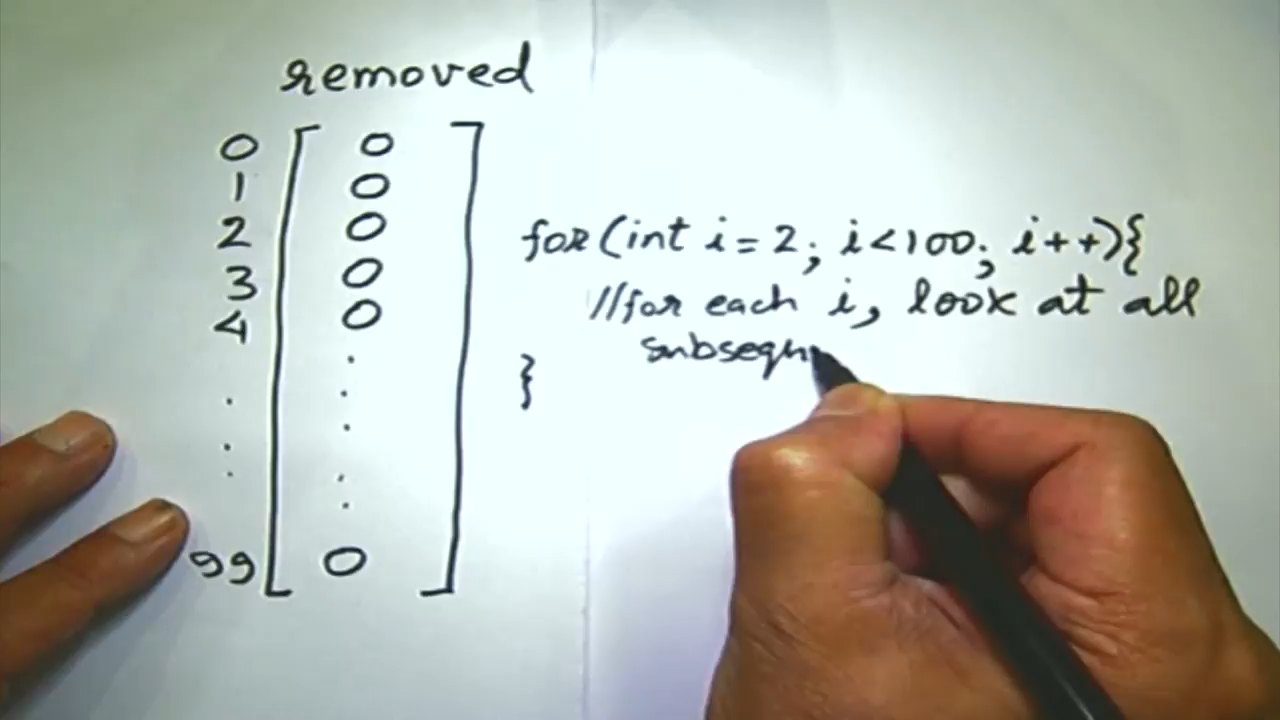 removed
0 0
1 0
2 0
3 0
4 0
99 0
for(int i=2; i<100; i++){
//for each i, look at all
subsequ
}